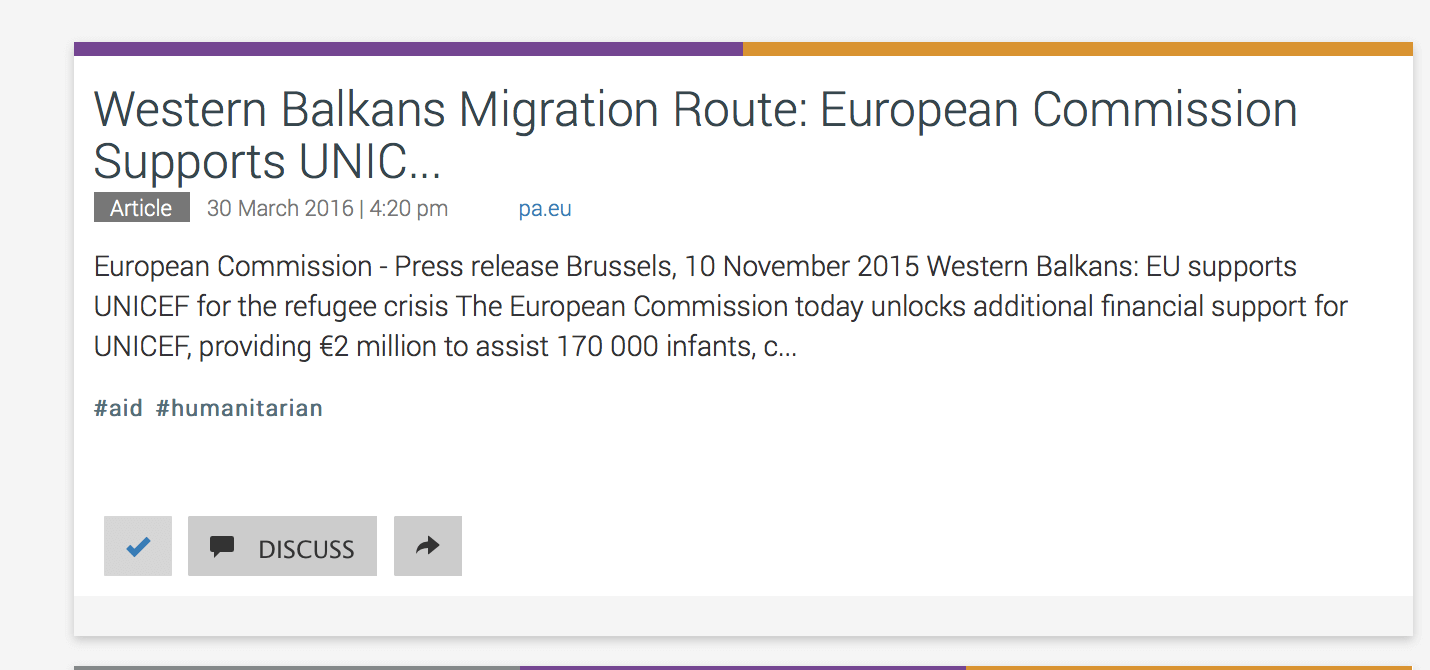 Western Balkans Migration Route: European Commission
Supports UNIC...
Article 30 March 2016 | 4:20 pm pa.eu
European Commission - Press release Brussels, 10 November 2015 Western Balkans: EU supports
UNICEF for the refugee crisis The European Commission today unlocks additional financial support for
UNICEF, providing €2 million to assist 170 000 infants, c...
#aid #humanitarian
DISCUSS